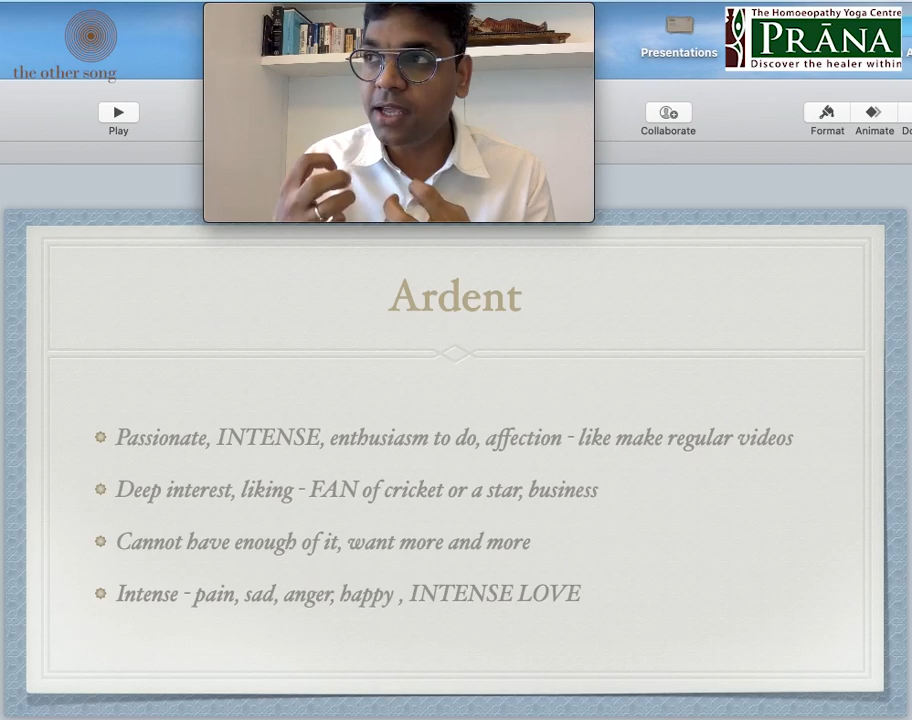 the other song
Presentations
The Homoeopathy Yoga Centre
PRĀNA
Discover the healer within
Play
Collaborate
Format
Animate
Ardent
Passionate, INTENSE, enthusiasm to do, affection - like make regular videos
Deep interest, liking - FAN of cricket or a star, business
Cannot have enough of it, want more and more
Intense - pain, sad, anger, happy , INTENSE LOVE